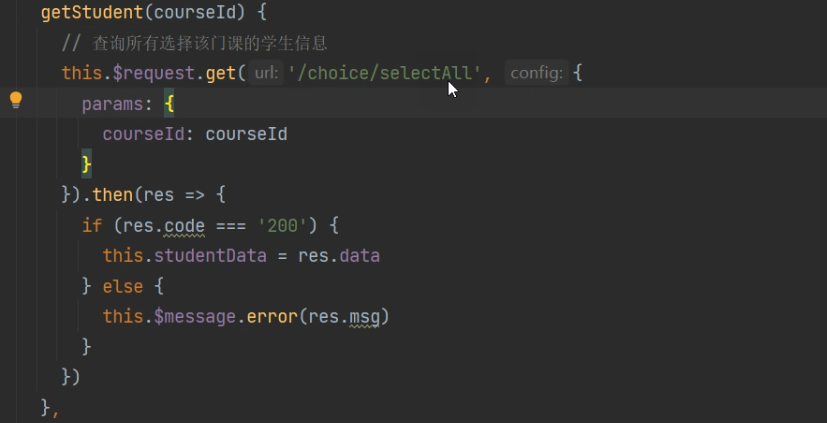 getStudent(courseId) {
// 查询所有选择该门课的学生信息
this.$request.get( url: '/choice/selectAll', config: {
params: {
courseId: courseId
}
}).then(res => {
if (res.code === '200') {
this.studentData = res.data
} else {
this.$message.error(res.msg)
}
})
},